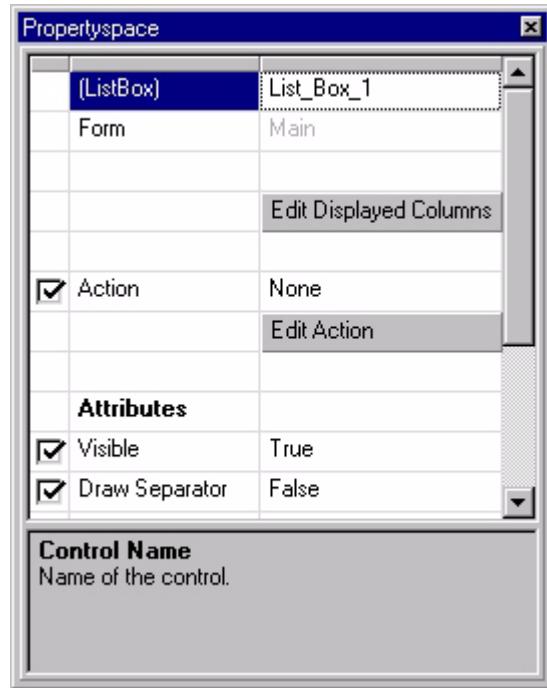 Propertyspace
(ListBox) List_Box_1
Form Main
Edit Displayed Columns
Action None
Edit Action
Attributes
Visible True
Draw Separator False
Control Name
Name of the control.